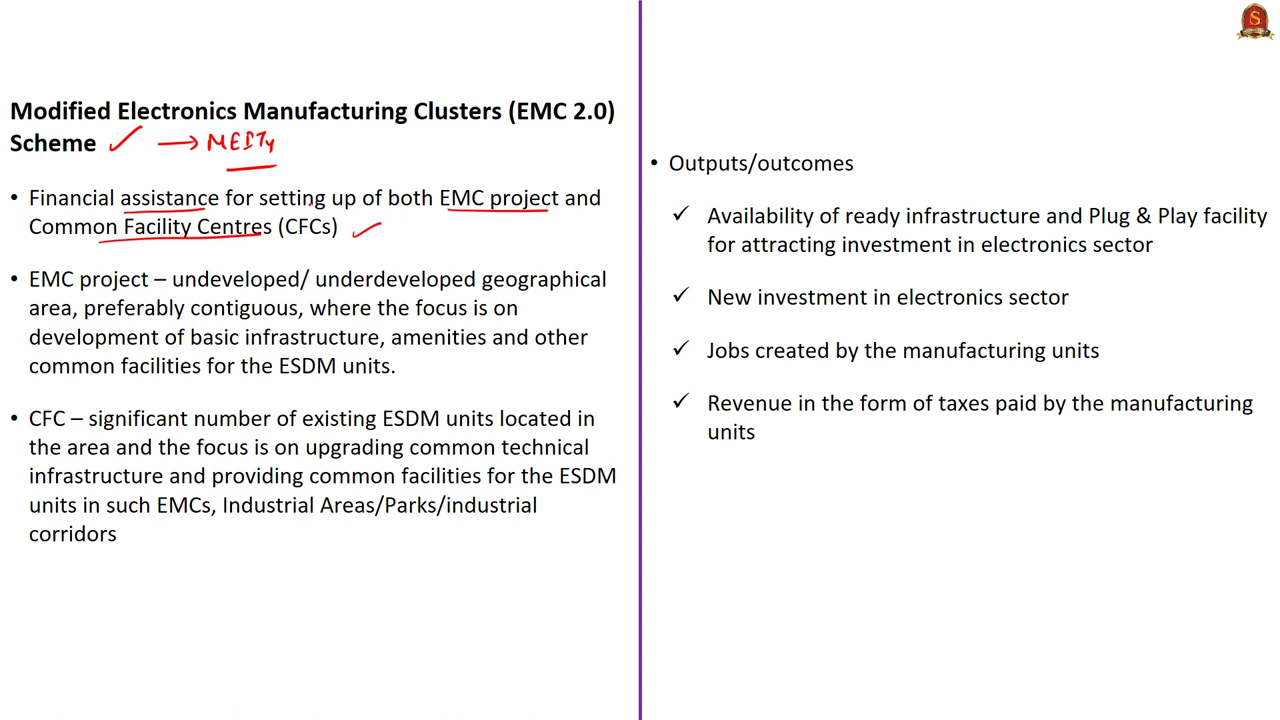 Modified Electronics Manufacturing Clusters (EMC 2.0)
Scheme → MEITy
• Financial assistance for setting up of both EMC project and
Common Facility Centres (CFCs)
• EMC project – undeveloped/ underdeveloped geographical
area, preferably contiguous, where the focus is on
development of basic infrastructure, amenities and other
common facilities for the ESDM units.
• CFC – significant number of existing ESDM units located in
the area and the focus is on upgrading common technical
infrastructure and providing common facilities for the ESDM
units in such EMCs, Industrial Areas/Parks/industrial
corridors
• Outputs/outcomes
✓ Availability of ready infrastructure and Plug & Play facility
for attracting investment in electronics sector
✓ New investment in electronics sector
✓ Jobs created by the manufacturing units
✓ Revenue in the form of taxes paid by the manufacturing
units
S